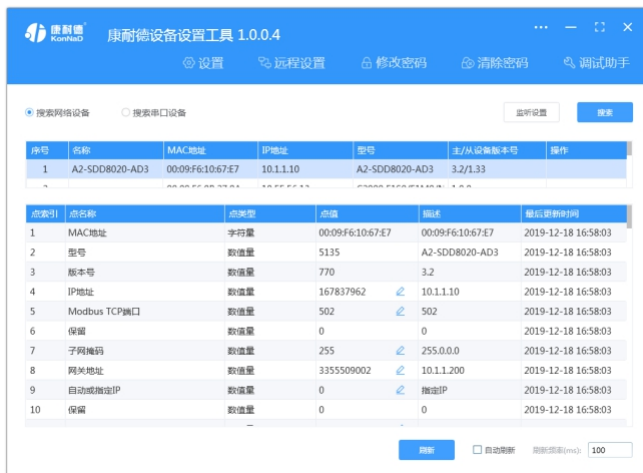 康耐德®
KonNaD
康耐德设备设置工具 1.0.0.4
设置 远程设置 修改密码 清除密码 调试助手
搜索网络设备 搜索串口设备 监听设置 搜索
序号 名称 MAC地址 IP地址 型号 主/从设备版本号 操作
1 A2-SDD8020-AD3 00:09:F6:10:67:E7 10.1.1.10 A2-SDD8020-AD3 3.2/1.33
点索引 点名称 点类型 点值 描述 最后更新时间
1 MAC地址 字符量 00:09:F6:10:67:E7 00:09:F6:10:67:E7 2019-12-18 16:58:03
2 型号 数值量 5135 A2-SDD8020-AD3 2019-12-18 16:58:03
3 版本号 数值量 770 3.2 2019-12-18 16:58:03
4 IP地址 数值量 167837962 10.1.1.10 2019-12-18 16:58:03
5 Modbus TCP端口 数值量 502 502 2019-12-18 16:58:03
6 保留 数值量 0 0 2019-12-18 16:58:03
7 子网掩码 数值量 255 255.0.0.0 2019-12-18 16:58:03
8 网关地址 数值量 3355509002 10.1.1.200 2019-12-18 16:58:03
9 自动或指定IP 数值量 0 指定IP 2019-12-18 16:58:03
10 保留 数值量 0 0 2019-12-18 16:58:03
刷新 自动刷新 刷新频率(ms): 100